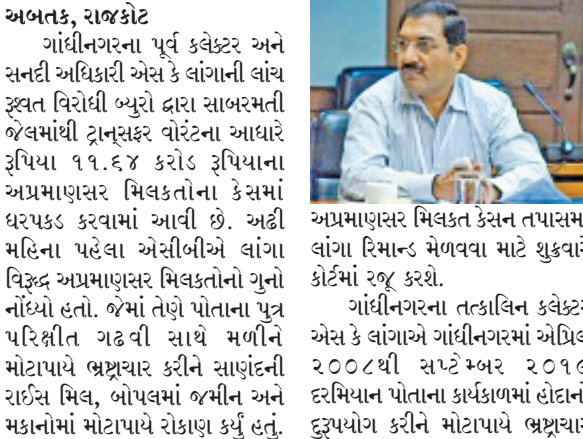 અબતક, રાજકોટ
ગાંધીનગરના પૂર્વ કલેક્ટર અને
સનદી અધિકારી એસ કે લાંગાની લાંચ
રૂશ્વત વિરોધી બ્યુરો દ્વારા સાબરમતી
જેલમાંથી ટ્રાન્સફર વોરંટના આધારે
રૂપિયા ૧૧.૬૪ કરોડ રૂપિયાના
અપ્રમાણસર મિલકતોના કેસમાં
ધરપકડ કરવામાં આવી છે. અઢી
મહિના પહેલા એસીબીએ લાંગા
વિરૂદ્ધ અપ્રમાણસર મિલકતોનો ગુનો
નોંધ્યો હતો. જેમાં તેણે પોતાના પુત્ર
પરિક્ષીત ગઢવી સાથે મળીને
મોટાપાયે ભ્રષ્ટાચાર કરીને સાણંદની
રાઈસ મિલ, બોપલમાં જમીન અને
મકાનોમાં મોટાપાયે રોકાણ કર્યું હતું.
અપ્રમાણસર મિલકત કેસન તપાસમ
લાંગા રિમાન્ડ મેળવવા માટે શુક્રવારે
કોર્ટમાં રજૂ કરશે.
ગાંધીનગરના તત્કાલિન કલેક્ટર
એસ કે લાંગાએ ગાંધીનગરમાં એપ્રિલ
૨૦૦૮થી સપ્ટેમ્બર
દરમિયાન પોતાના કાર્યકાળમાં હોદાનો
દુરૂપયોગ કરીને મોટાપાયે ભ્રષ્ટાચાર